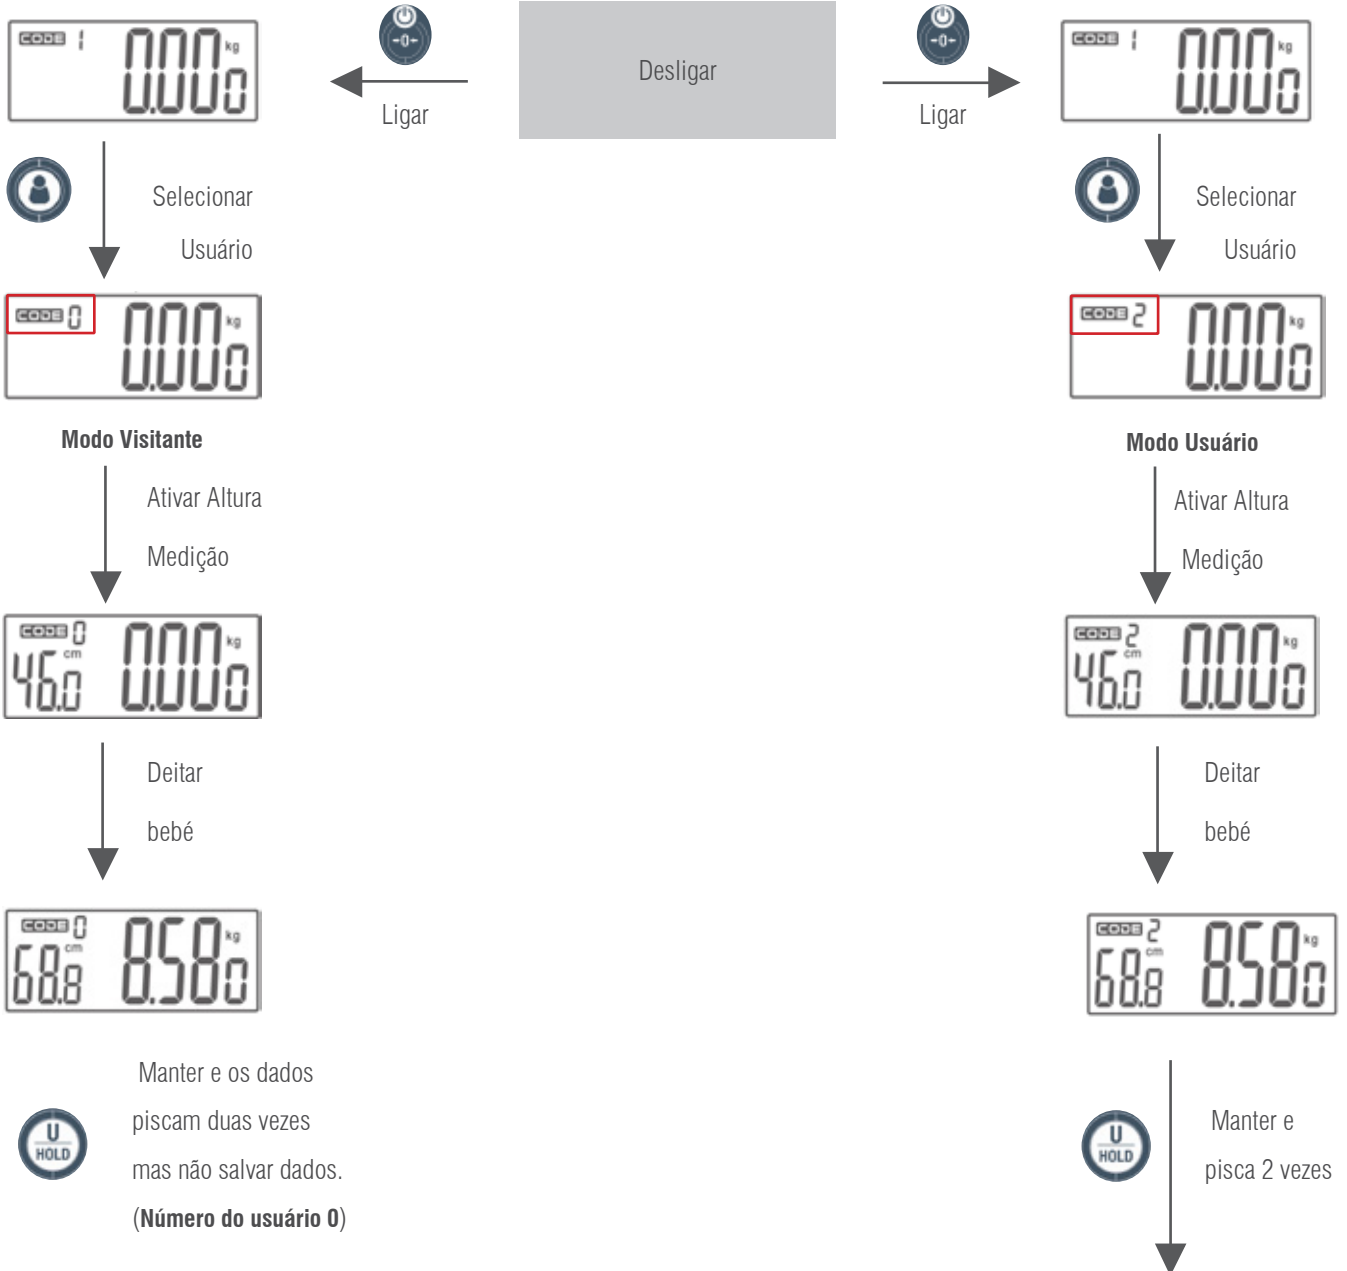 Desligar
CODE 1 0.000 kg
-0-
Ligar
Selecionar
Usuário
CODE 0 0.000 kg
Modo Visitante
Ativar Altura
Medição
CODE 0
46.0 cm 0.000 kg
Deitar
bebé
CODE 0
68.8 cm 8.580 kg
U
HOLD
Manter e os dados
piscam duas vezes
mas não salvar dados.
(Número do usuário 0)
-0-
Ligar
CODE 1 0.000 kg
Selecionar
Usuário
CODE 2 0.000 kg
Modo Usuário
Ativar Altura
Medição
CODE 2
46.0 cm 0.000 kg
Deitar
bebé
CODE 2
68.8 cm 8.580 kg
U
HOLD
Manter e
pisca 2 vezes